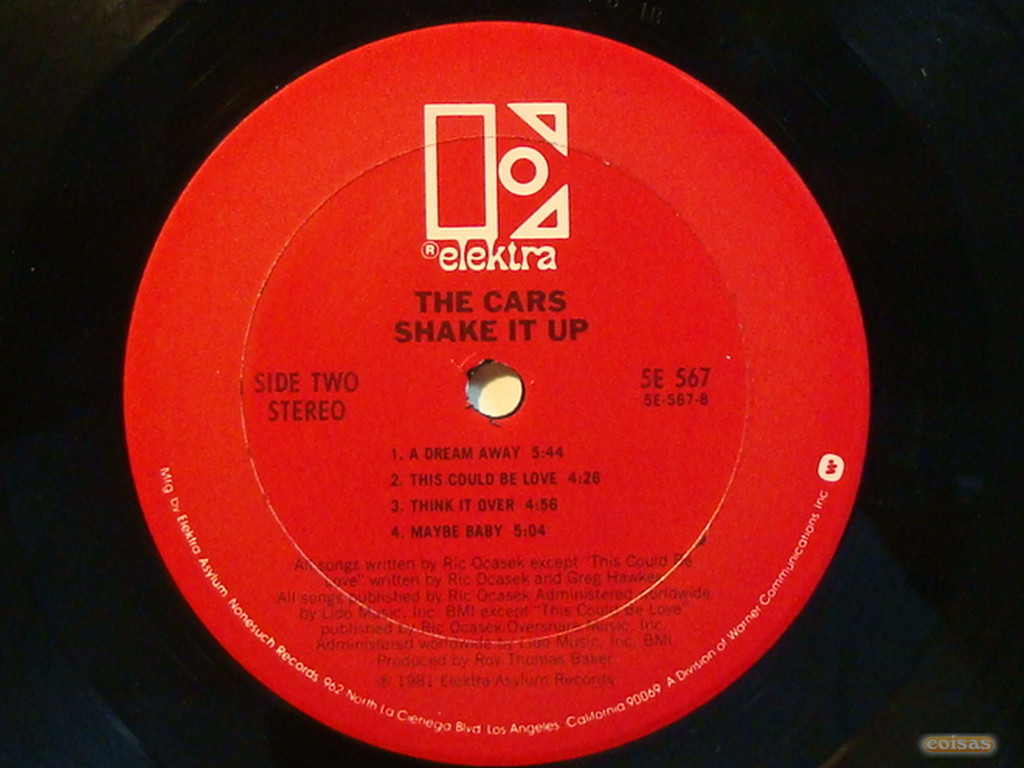 ® elektra
THE CARS
SHAKE IT UP
SIDE TWO
STEREO
5E 567
5E-567-B
1. A DREAM AWAY 5:44
2. THIS COULD BE LOVE 4:26
3. THINK IT OVER 4:56
4. MAYBE BABY 5:04
All songs written by Ric Ocasek except "This Could Be
Love" written by Ric Ocasek and Greg Hawkes
All songs published by Ric Ocasek Administered worldwide
by Lido Music, Inc. BMI except "This Could Be Love"
published by Ric Ocasek/Overshare Music, Inc.
Administered worldwide by Lido Music, Inc. BMI
Produced by Roy Thomas Baker
℗ 1981 Elektra/Asylum Records
Mfg by Elektra/Asylum/Nonesuch Records 962 North La Cienega Blvd Los Angeles California 90069 A Division of Warner Communications Inc
coisas